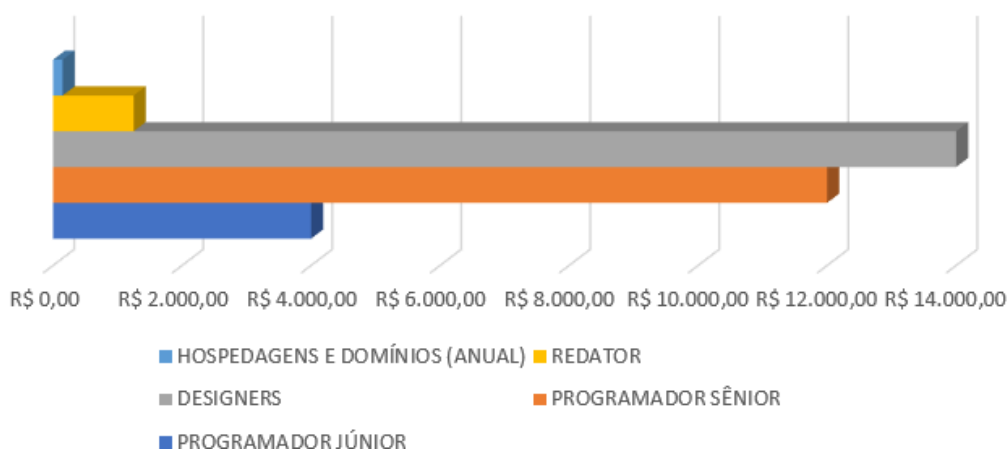 R$ 0,00 R$ 2.000,00 R$ 4.000,00 R$ 6.000,00 R$ 8.000,00 R$ 10.000,00 R$ 12.000,00 R$ 14.000,00
HOSPEDAGENS E DOMÍNIOS (ANUAL) REDATOR
DESIGNERS PROGRAMADOR SÊNIOR
PROGRAMADOR JÚNIOR